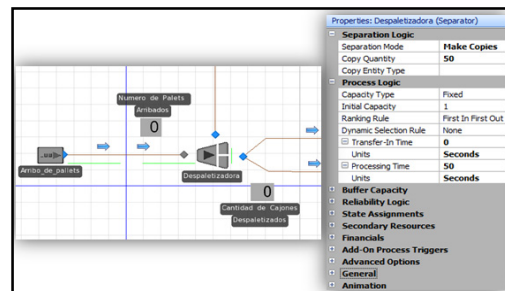 Numero de Palets
Arribados
0
Arribo_de_pallets
Despaletizadora
0
Cantidad de Cajones
Despaletizados
Properties: Despaletizadora (Separator)
Separation Logic
Separation Mode Make Copies
Copy Quantity 50
Copy Entity Type
Process Logic
Capacity Type Fixed
Initial Capacity 1
Ranking Rule First In First Out
Dynamic Selection Rule None
Transfer-In Time 0
Units Seconds
Processing Time 50
Units Seconds
Buffer Capacity
Reliability Logic
State Assignments
Secondary Resources
Financials
Add-On Process Triggers
Advanced Options
General
Animation